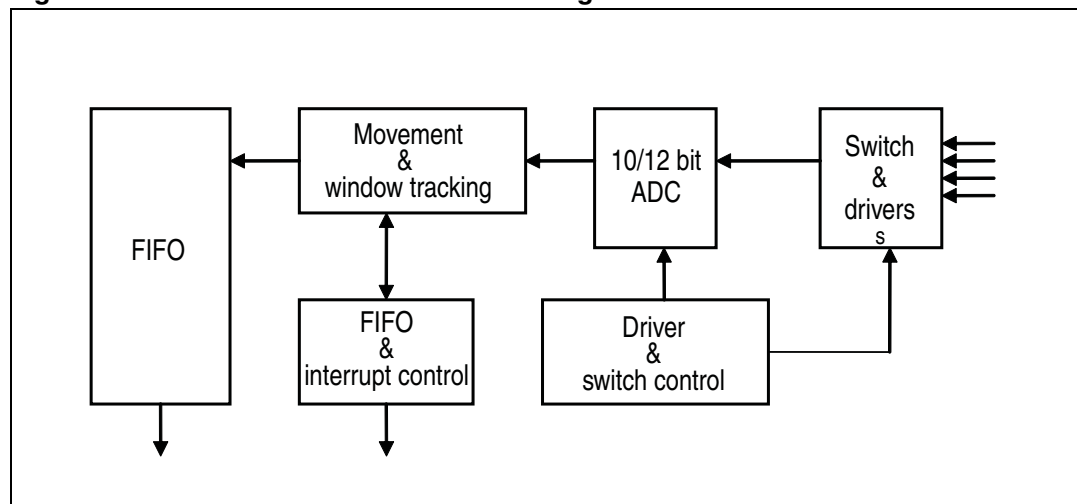 FIFO
Movement
&
window tracking
10/12 bit
ADC
Switch
&
drivers
s
FIFO
&
interrupt control
Driver
&
switch control